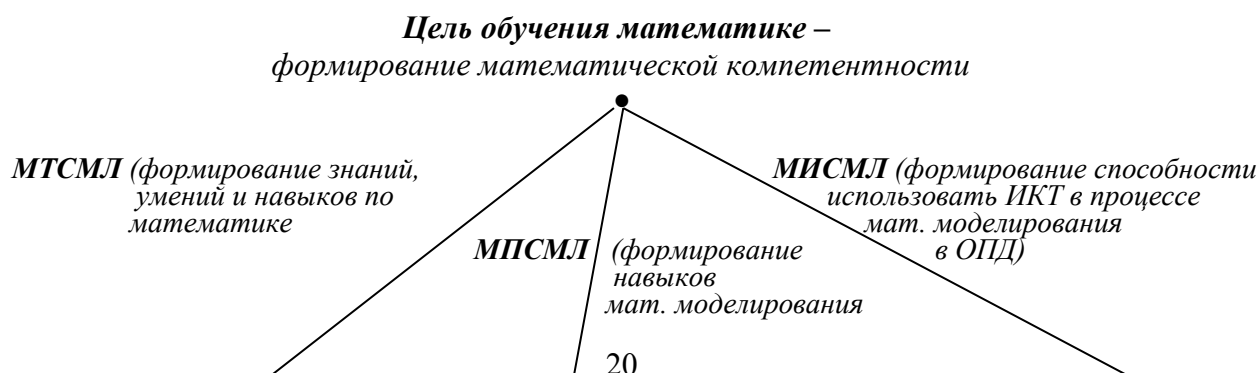 Цель обучения математике –
формирование математической компетентности
МТСМЛ (формирование знаний,
умений и навыков по
математике
МИСМЛ (формирование способности
использовать ИКТ в процессе
мат. моделирования
в ОПД)
МПСМЛ (формирование
навыков
мат. моделирования
20